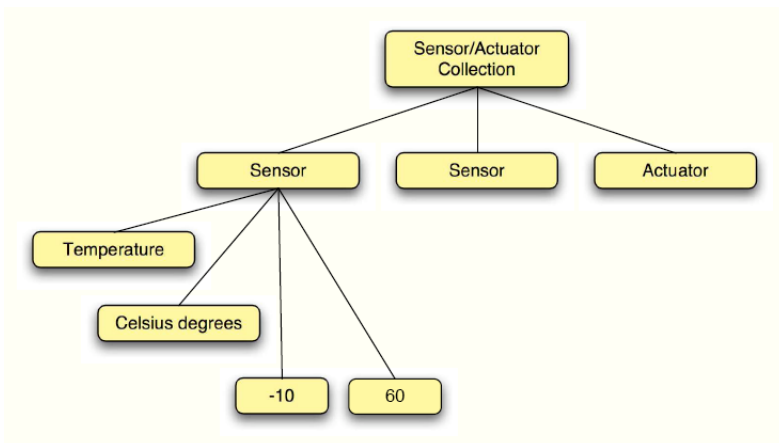 Sensor/Actuator
Collection
Sensor
Sensor
Actuator
Temperature
Celsius degrees
-10
60